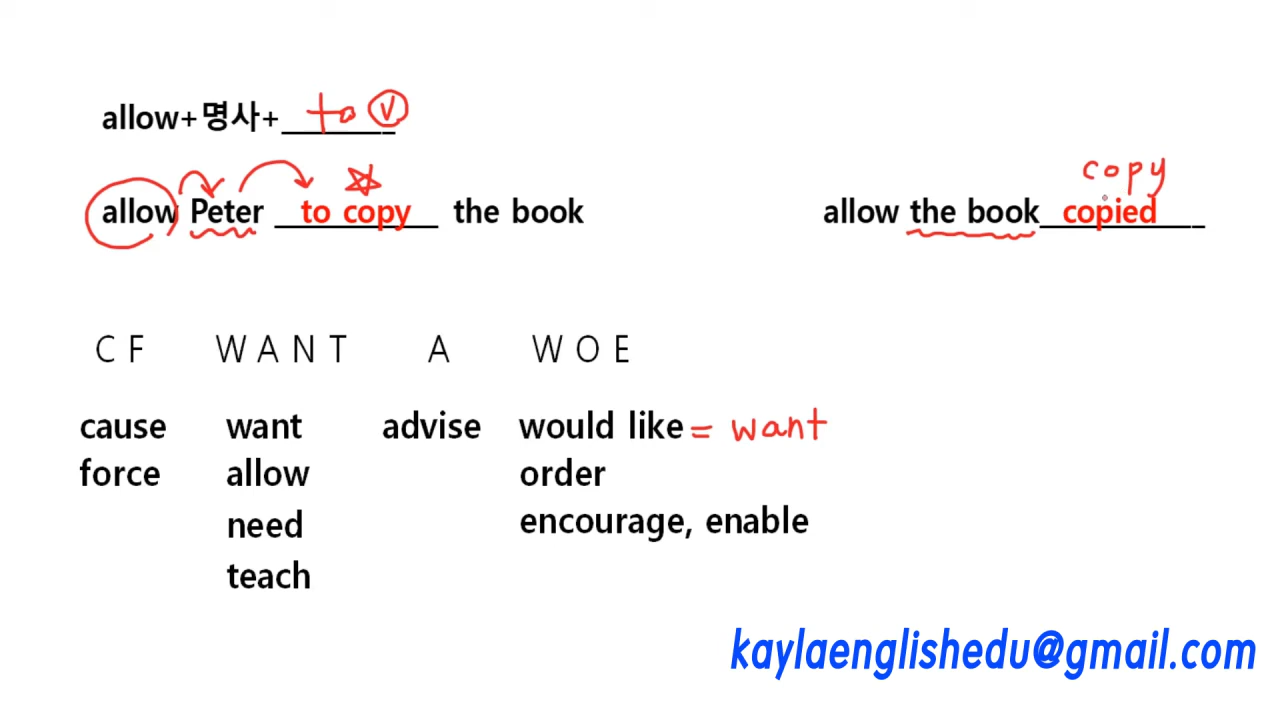 allow+명사+________ to V
allow Peter to copy the book
copy
allow the book copied
C F W A N T A W O E
cause want advise would like = want
force allow order
need encourage, enable
teach
kaylaenglishedu@gmail.com